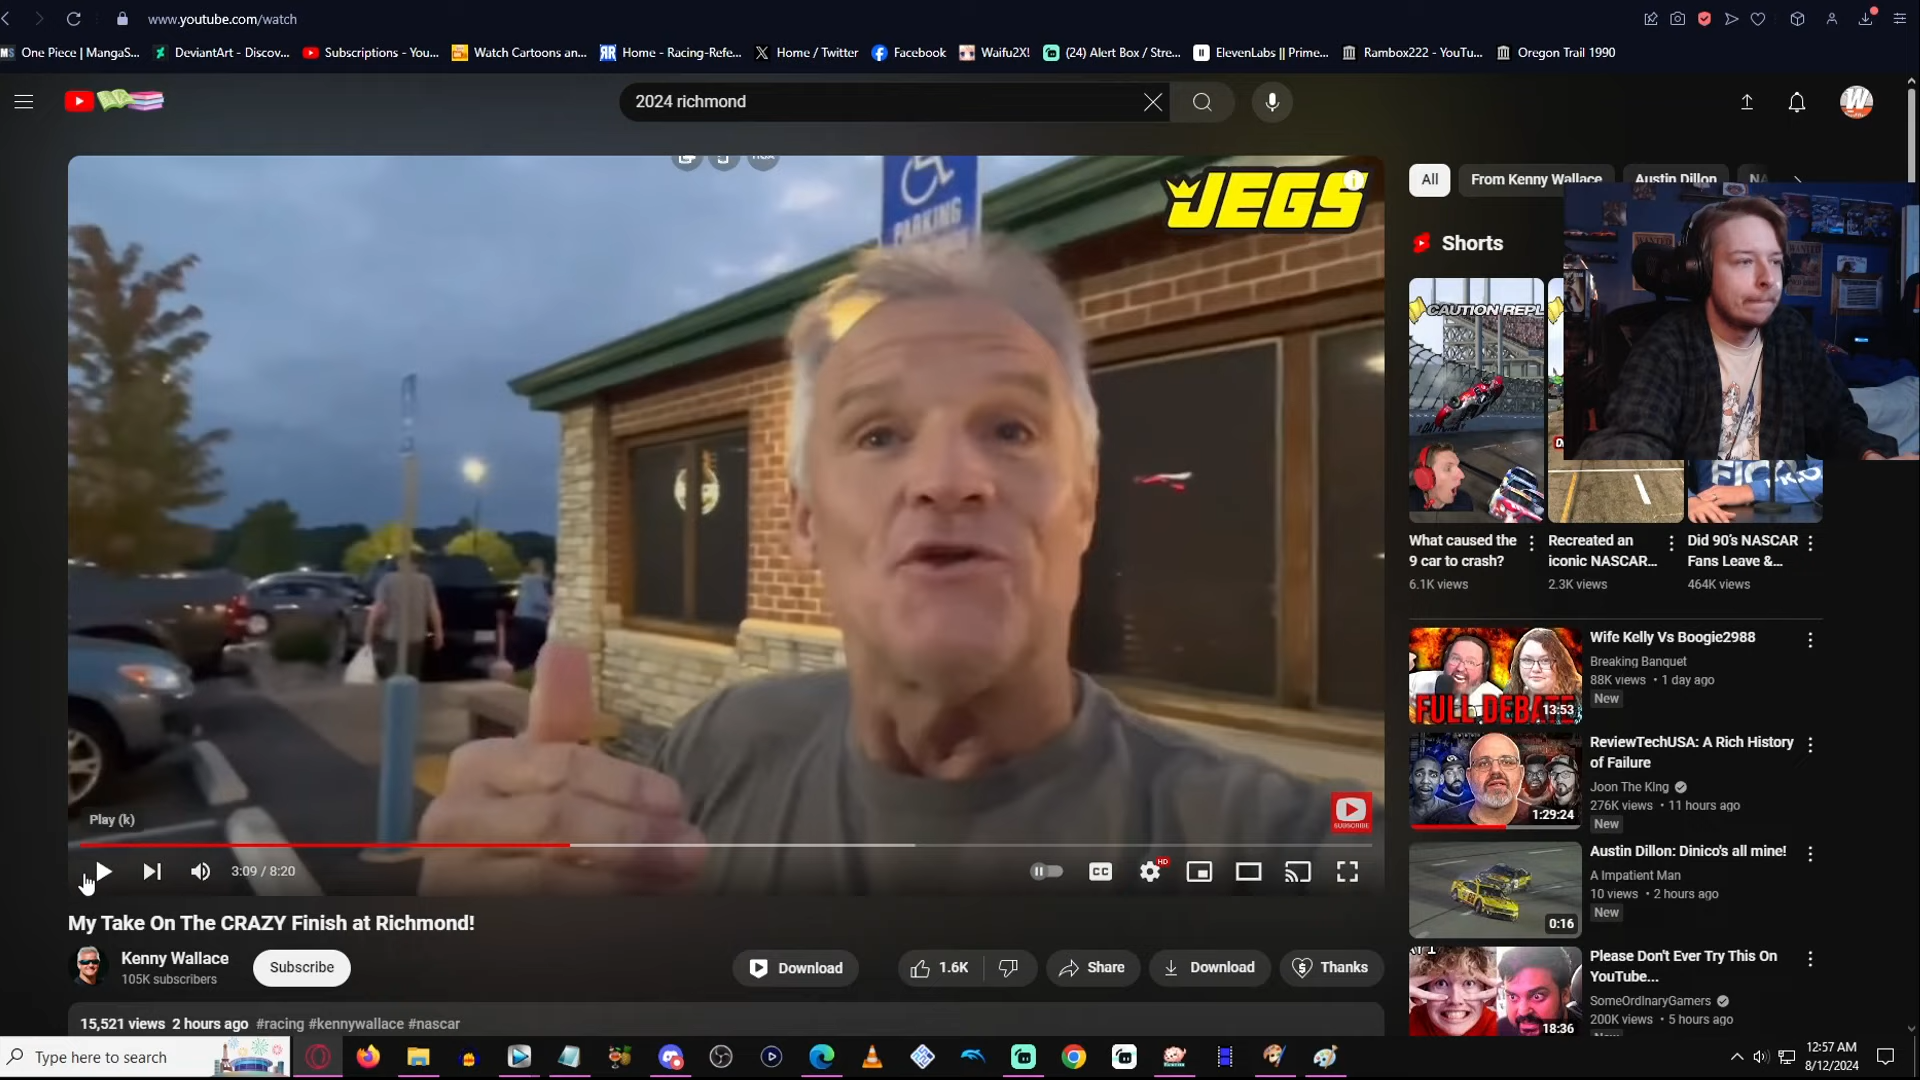 www.youtube.com/watch
One Piece | MangaS...
DeviantArt - Discov...
Subscriptions - You...
Watch Cartoons an...
Home - Racing-Refe...
Home / Twitter
Facebook
Waifu2X!
(24) Alert Box / Stre...
ElevenLabs || Prime...
Rambox222 - YouTu...
Oregon Trail 1990
2024 richmond
PARKING
JEGS
SUBSCRIBE
Play (k)
3:09 / 8:20
CC
HD
My Take On The CRAZY Finish at Richmond!
Kenny Wallace
105K subscribers
Subscribe
Download
1.6K
Share
Download
Thanks
15,521 views 2 hours ago #racing #kennywallace #nascar
All
From Kenny Wallace
Austin Dillon
NA
Shorts
CAUTION REPL
What caused the
9 car to crash?
6.1K views
Recreated an
iconic NASCAR...
2.3K views
Did 90's NASCAR
Fans Leave &...
464K views
FULL DEBATE
13:53
Wife Kelly Vs Boogie2988
Breaking Banquet
88K views • 1 day ago
New
1:29:24
ReviewTechUSA: A Rich History
of Failure
Joon The King
276K views • 11 hours ago
New
0:16
Austin Dillon: Dinico's all mine!
A Impatient Man
10 views • 2 hours ago
New
18:36
Please Don't Ever Try This On
YouTube...
SomeOrdinaryGamers
200K views • 5 hours ago
Type here to search
12:57 AM
8/12/2024